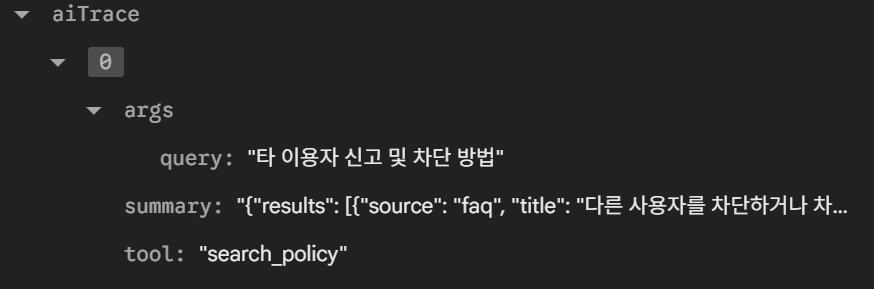 aiTrace
0
args
query: "타 이용자 신고 및 차단 방법"
summary: "{"results": [{"source": "faq", "title": "다른 사용자를 차단하거나 차...
tool: "search_policy"